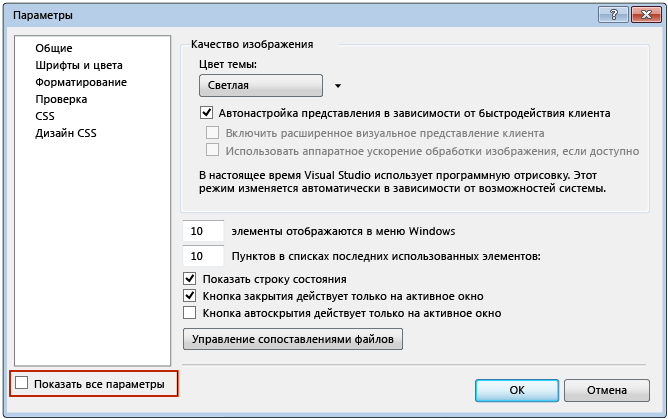 Параметры
Общие
Шрифты и цвета
Форматирование
Проверка
CSS
Дизайн CSS
Качество изображения
Цвет темы:
Светлая
Автонастройка представления в зависимости от быстродействия клиента
Включить расширенное визуальное представление клиента
Использовать аппаратное ускорение обработки изображения, если доступно
В настоящее время Visual Studio использует программную отрисовку. Этот
режим изменяется автоматически в зависимости от возможностей системы.
10 элементы отображаются в меню Windows
10 Пунктов в списках последних использованных элементов:
Показать строку состояния
Кнопка закрытия действует только на активное окно
Кнопка автоскрытия действует только на активное окно
Управление сопоставлениями файлов
Показать все параметры
OK Отмена